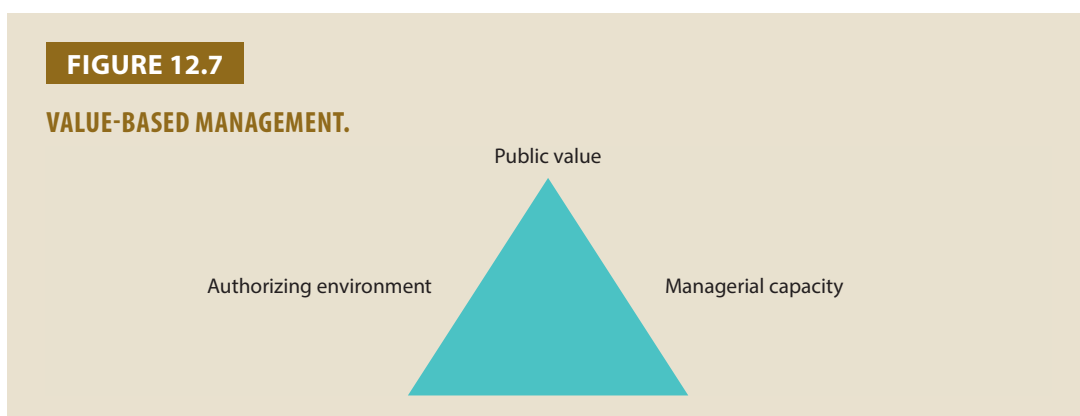 FIGURE 12.7
VALUE-BASED MANAGEMENT.
Public value
Authorizing environment
Managerial capacity